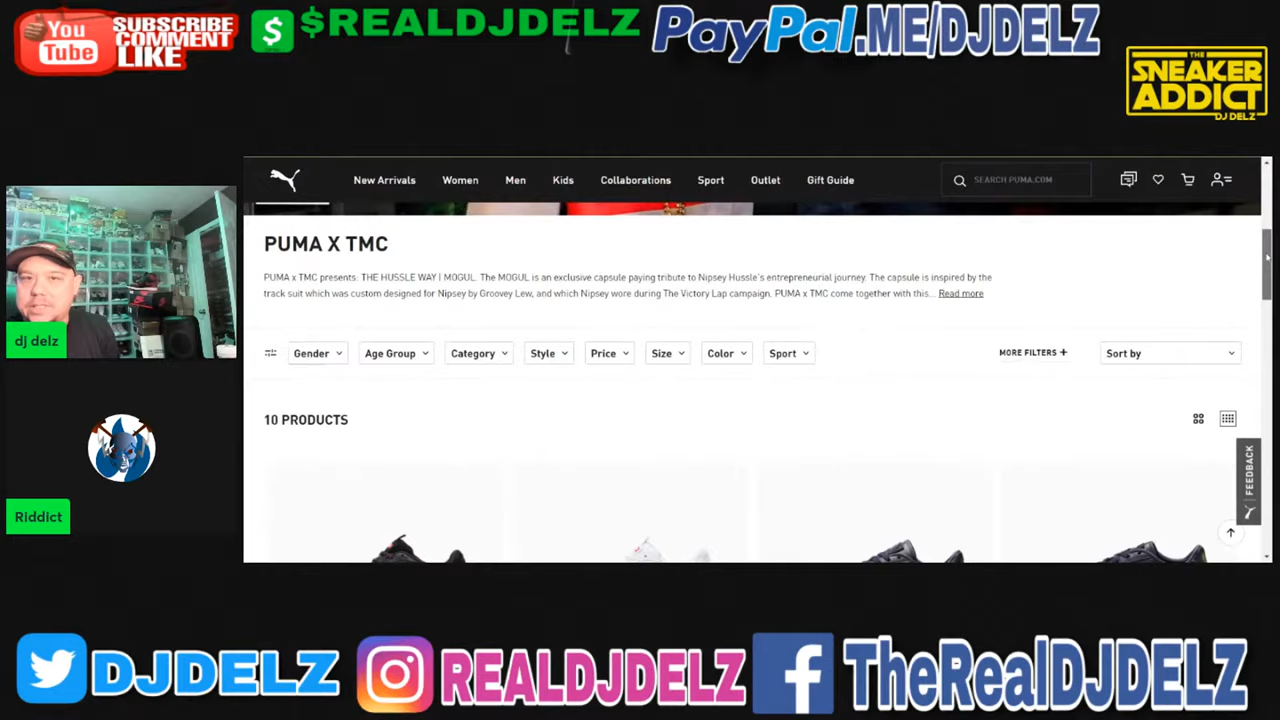 You Tube
SUBSCRIBE
COMMENT
LIKE
$REALDJDELZ
PayPal.ME/DJDELZ
THE
SNEAKER
ADDICT
DJ DELZ
New Arrivals Women Men Kids Collaborations Sport Outlet Gift Guide SEARCH PUMA.COM
PUMA X TMC
PUMA x TMC presents: THE HUSSLE WAY | MOGUL. The MOGUL is an exclusive capsule paying tribute to Nipsey Hussle's entrepreneurial journey. The capsule is inspired by the
track suit which was custom designed for Nipsey by Groovey Lew, and which Nipsey wore during The Victory Lap campaign. PUMA x TMC come together with this... Read more
Gender Age Group Category Style Price Size Color Sport MORE FILTERS + Sort by
10 PRODUCTS
FEEDBACK
dj delz
Riddict
DJDELZ
REALDJDELZ
TheRealDJDELZ